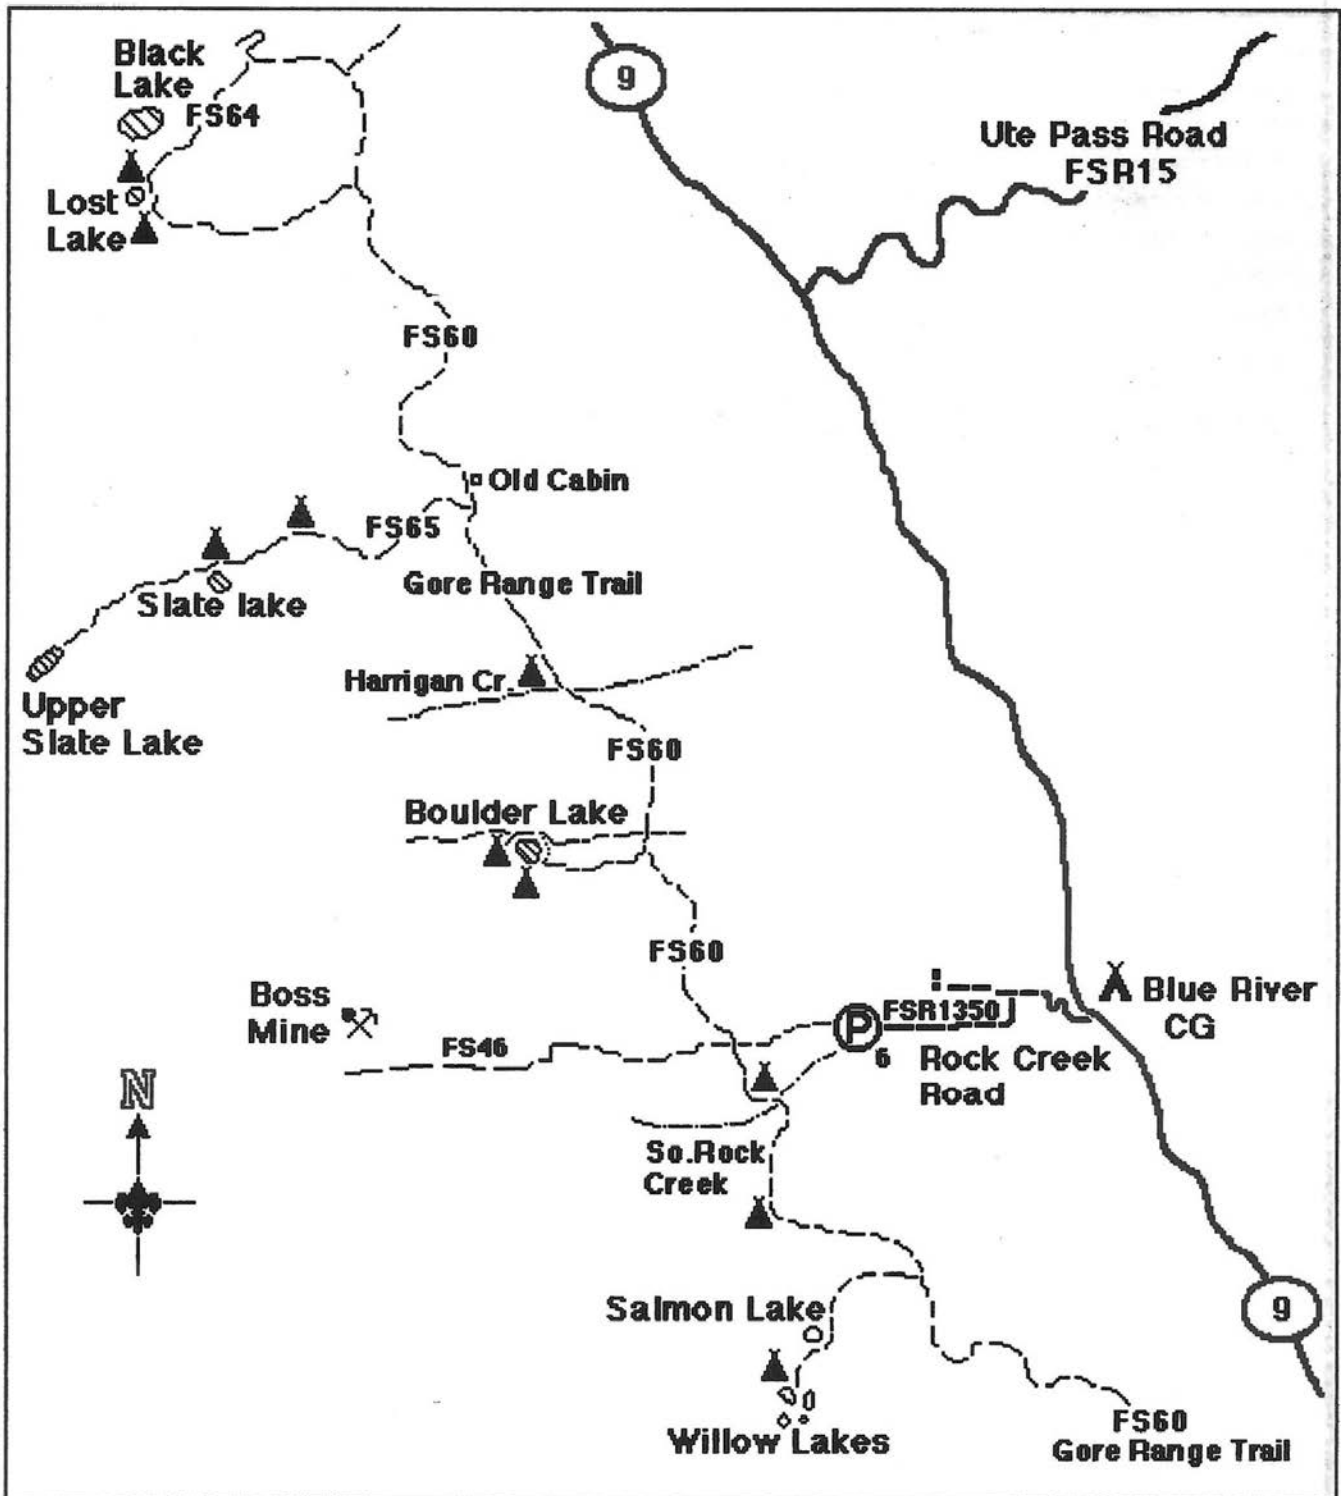 Black
Lake
9
FS64
Ute Pass Road
FSR15
Lost
Lake
FS60
Old Cabin
FS65
Gore Range Trail
Slate lake
Harrigan Cr.
Upper
Slate Lake
FS60
Boulder Lake
FS60
Boss
Mine
Blue River
CG
FSR1350
P
FS46
6
Rock Creek
Road
N
So.Rock
Creek
Salmon Lake
9
FS60
Gore Range Trail
Willow Lakes